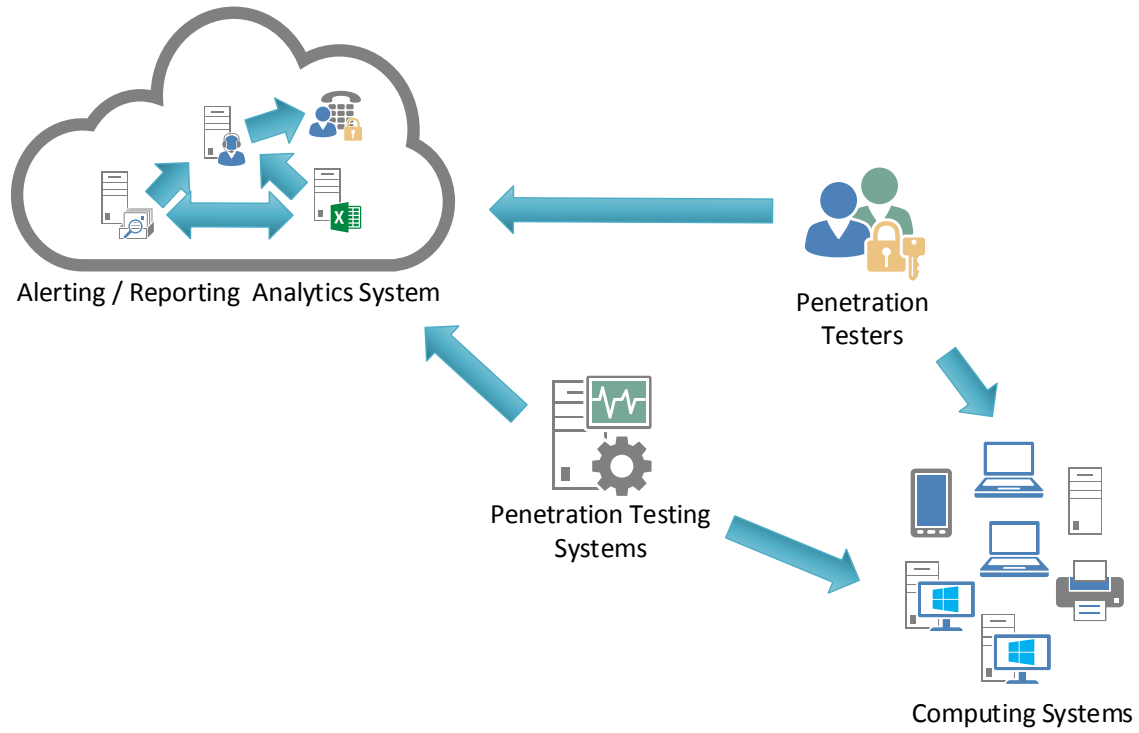 Alerting / Reporting  Analytics System
Penetration
Testers
Penetration Testing
Systems
Computing Systems